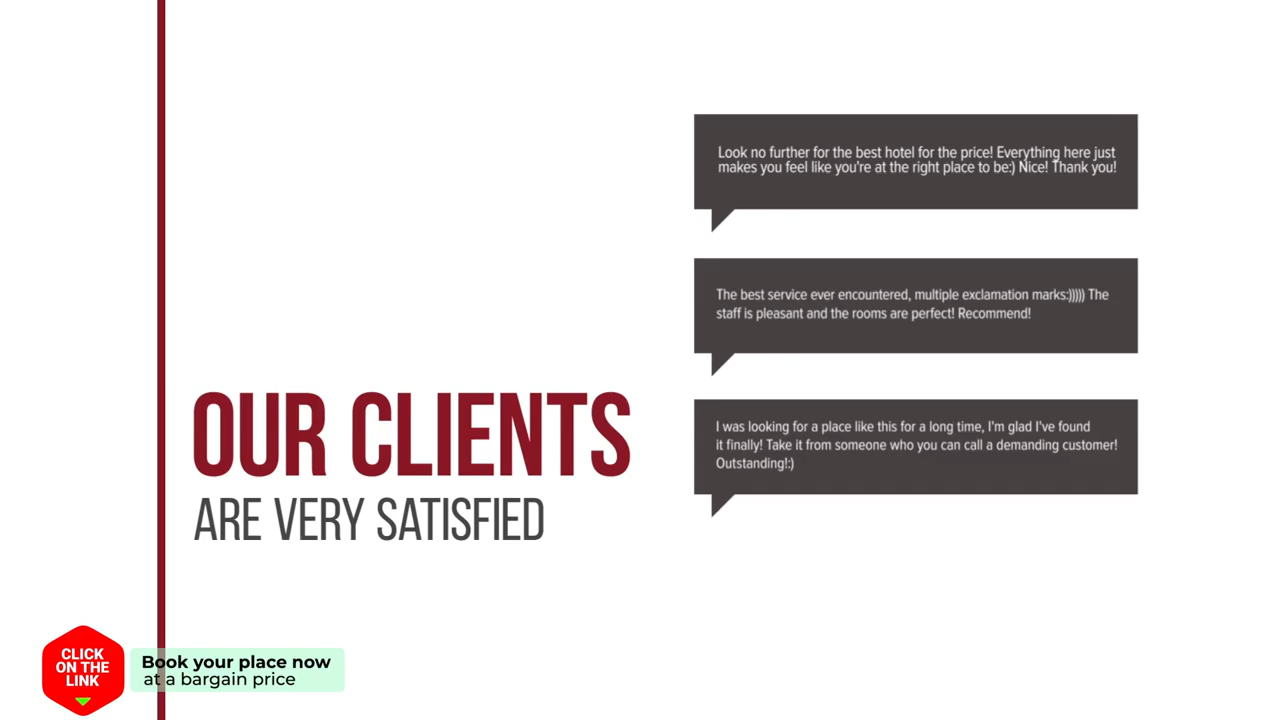 Look no further for the best hotel for the price! Everything here just
makes you feel like you're at the right place to be:) Nice! Thank you!
The best service ever encountered, multiple exclamation marks:))))) The
staff is pleasant and the rooms are perfect! Recommend!
I was looking for a place like this for a long time, I'm glad I've found
it finally! Take it from someone who you can call a demanding customer!
Outstanding!:)
OUR CLIENTS
ARE VERY SATISFIED
CLICK
ON THE
LINK
Book your place now
at a bargain price